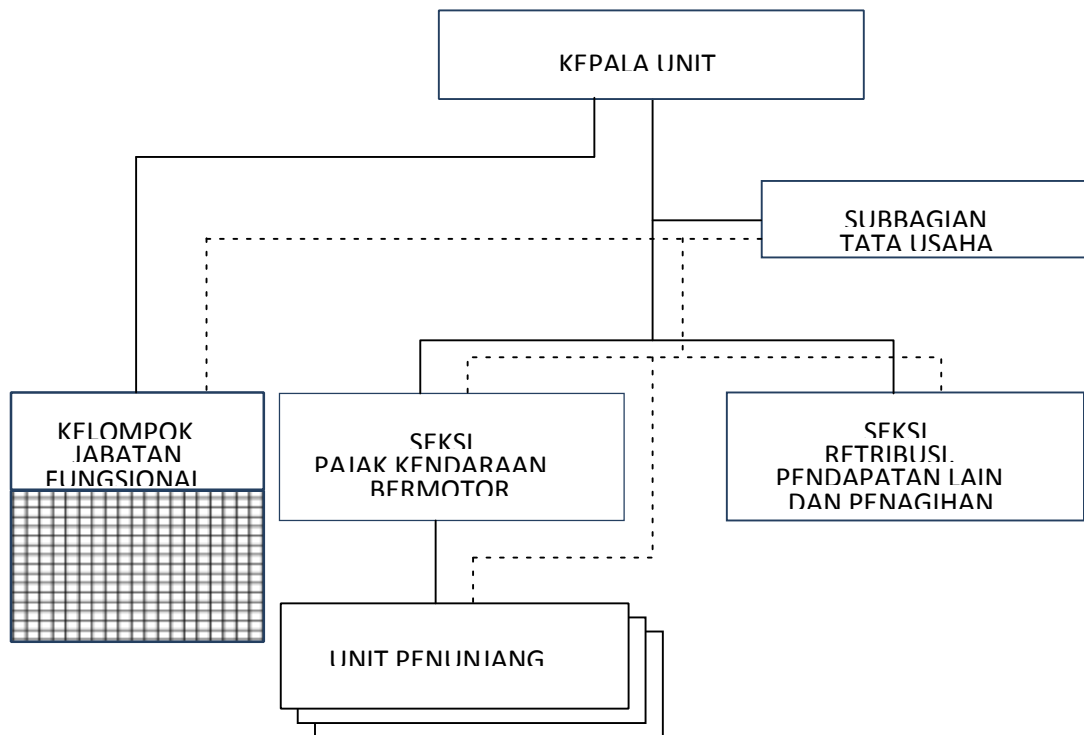 KEPALA UNIT
SUBBAGIAN
TATA USAHA
KELOMPOK
JABATAN
FUNGSIONAL
SEKSI
PAJAK KENDARAAN
BERMOTOR
SEKSI
RETRIBUSI,
PENDAPATAN LAIN
DAN PENAGIHAN
UNIT PENUNJANG